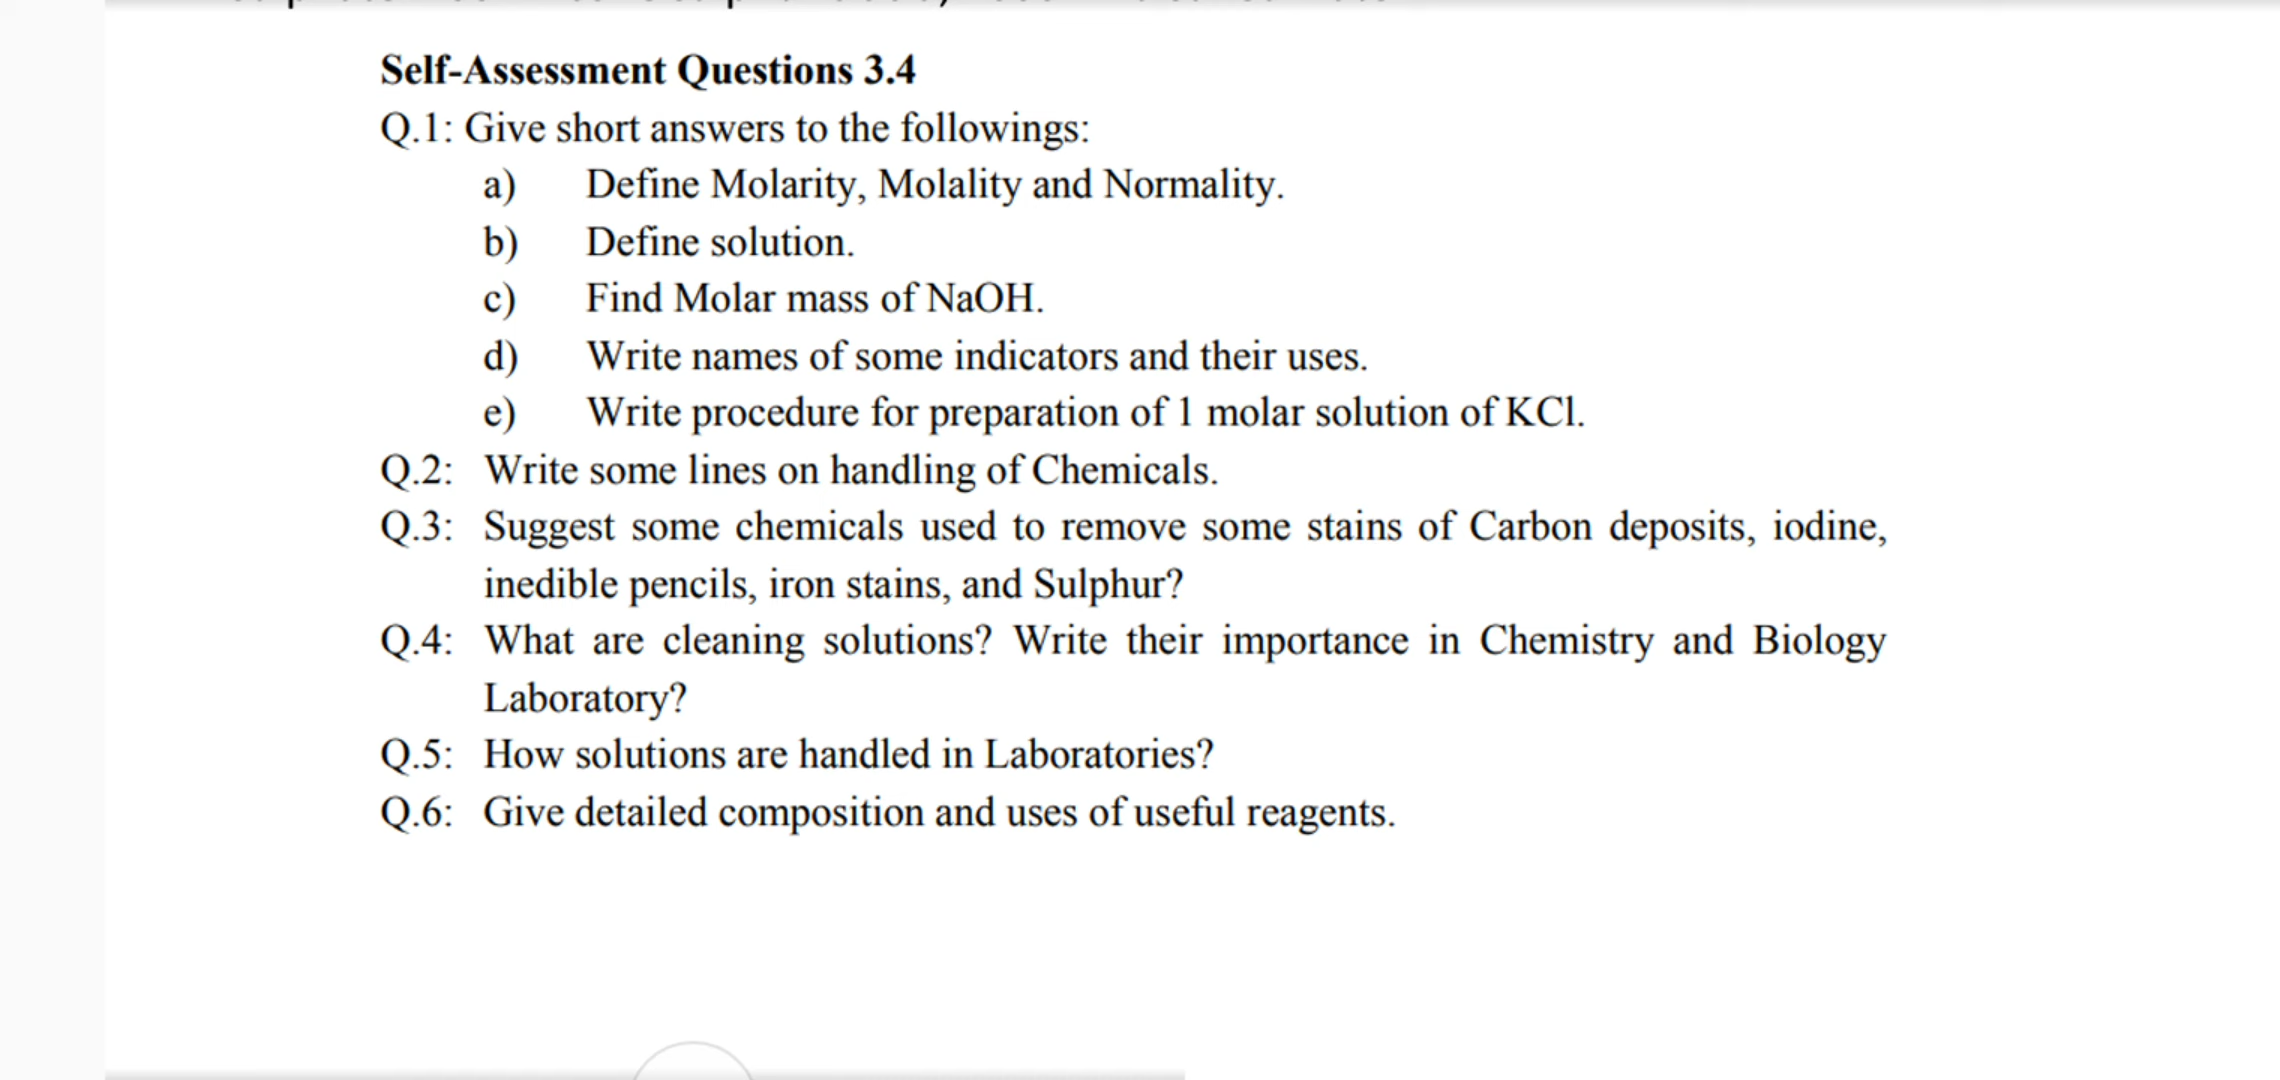 Self-Assessment Questions 3.4
Q.1: Give short answers to the followings:
a) Define Molarity, Molality and Normality.
b) Define solution.
c) Find Molar mass of NaOH.
d) Write names of some indicators and their uses.
e) Write procedure for preparation of 1 molar solution of KCl.
Q.2: Write some lines on handling of Chemicals.
Q.3: Suggest some chemicals used to remove some stains of Carbon deposits, iodine,
inedible pencils, iron stains, and Sulphur?
Q.4: What are cleaning solutions? Write their importance in Chemistry and Biology
Laboratory?
Q.5: How solutions are handled in Laboratories?
Q.6: Give detailed composition and uses of useful reagents.